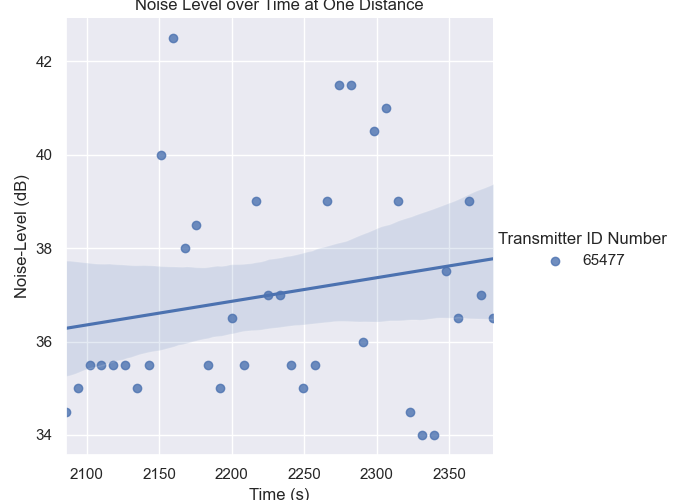 Noise Level over Time at One Distance
42
40
38
36
34
Noise-Level (dB)
2100 2150 2200 2250 2300 2350
Time (s)
Transmitter ID Number
65477